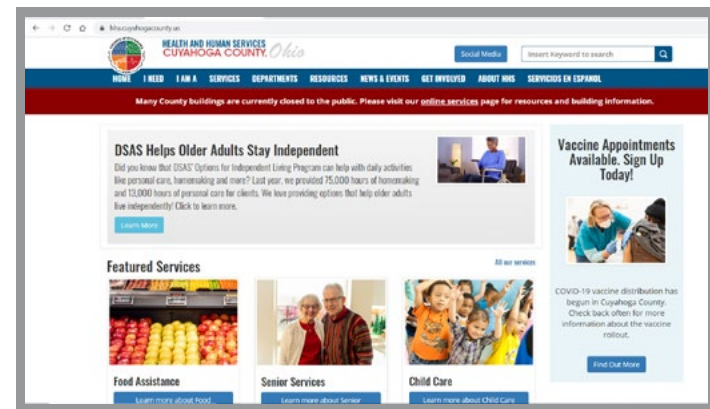 hhs.cuyahogacounty.us
HEALTH AND HUMAN SERVICES
CUYAHOGA COUNTY, Ohio
Social Media
Insert Keyword to search
HOME I NEED I AM A SERVICES DEPARTMENTS RESOURCES NEWS & EVENTS GET INVOLVED ABOUT HHS SERVICIOS EN ESPANOL
Many County buildings are currently closed to the public. Please visit our online services page for resources and building information.
DSAS Helps Older Adults Stay Independent
Did you know that DSAS' Options for Independent Living Program can help with daily activities
like personal care, homemaking and more? Last year, we provided 75,000 hours of homemaking
and 13,000 hours of personal care for clients. We love providing options that help older adults
live independently! Click to learn more.
Learn More
Vaccine Appointments
Available. Sign Up
Today!
COVID-19 vaccine distribution has
begun in Cuyahoga County.
Check back often for more
information about the vaccine
rollout.
Find Out More
Featured Services
All our services
Food Assistance
Learn more about Food
Senior Services
Learn more about Senior
Child Care
Learn more about Child Care